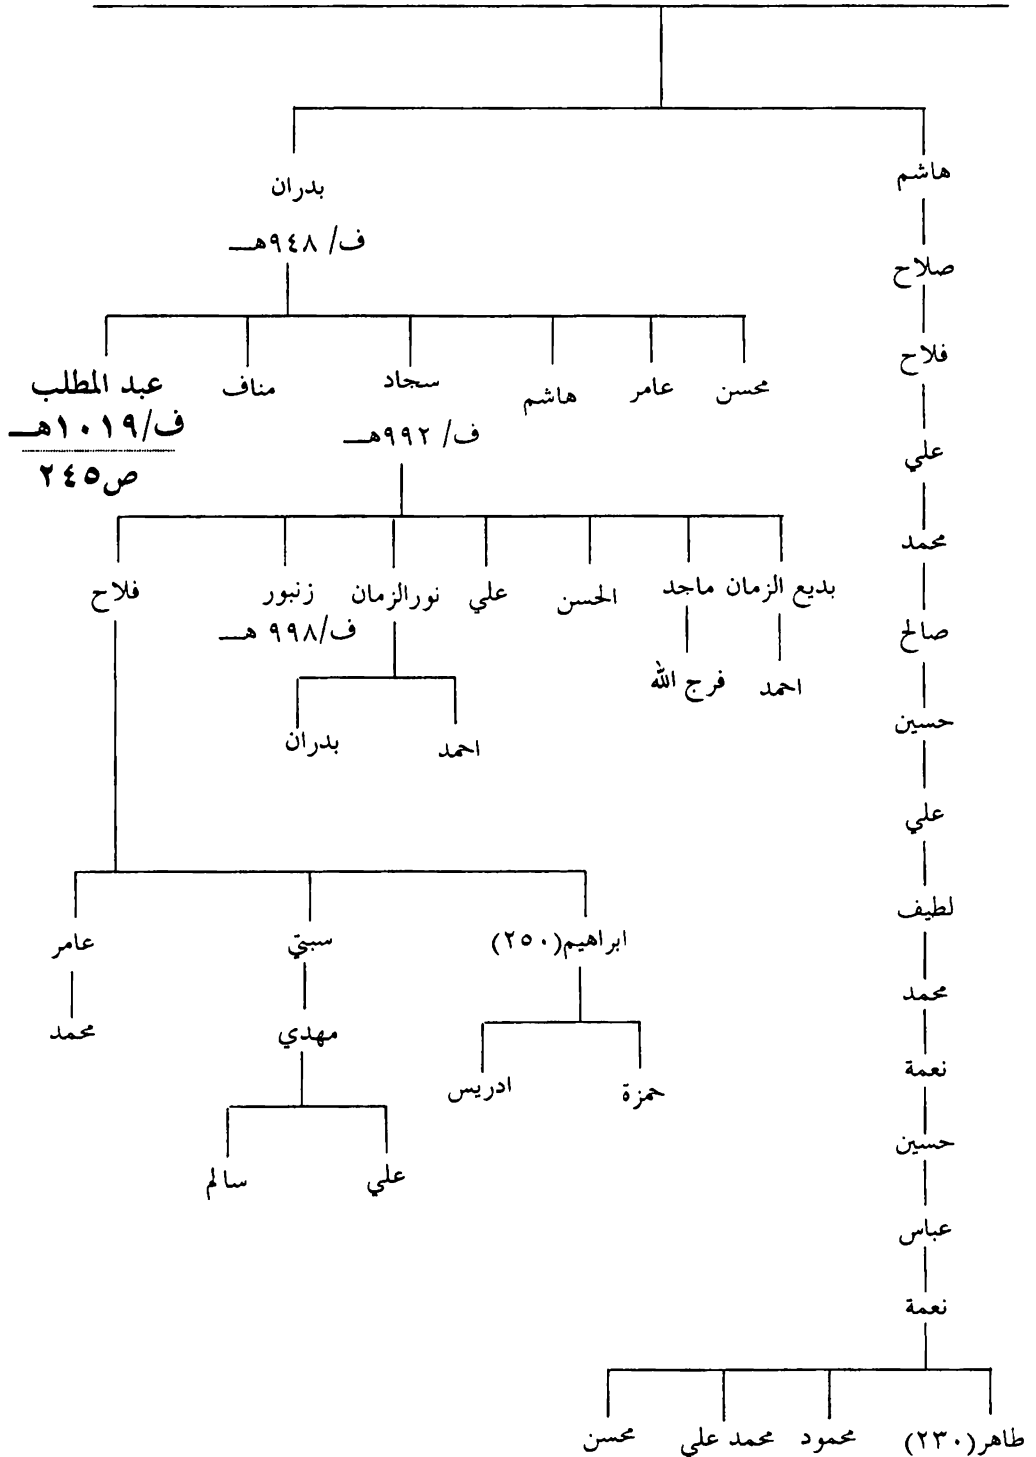 هاشم
بدران
ف/ ٩٤٨هـ
صلاح
فلاح
محسن
عامر
هاشم
سجاد
ف/ ٩٩٢هـ
مناف
عبد المطلب
ف/١٠١٩هـ
ص٢٤٥
علي
محمد
بديع الزمان
ماجد
الحسن
علي
نورالزمان
زنبور
ف/٩٩٨ هـ
فلاح
صالح
احمد
فرج الله
حسين
احمد
بدران
علي
لطيف
ابراهيم(٢٥٠)
سبتي
عامر
محمد
مهدي
محمد
نعمة
حمزة
ادريس
حسين
علي
سالم
عباس
نعمة
طاهر(٢٣٠)
محمود
محمد علي
محسن